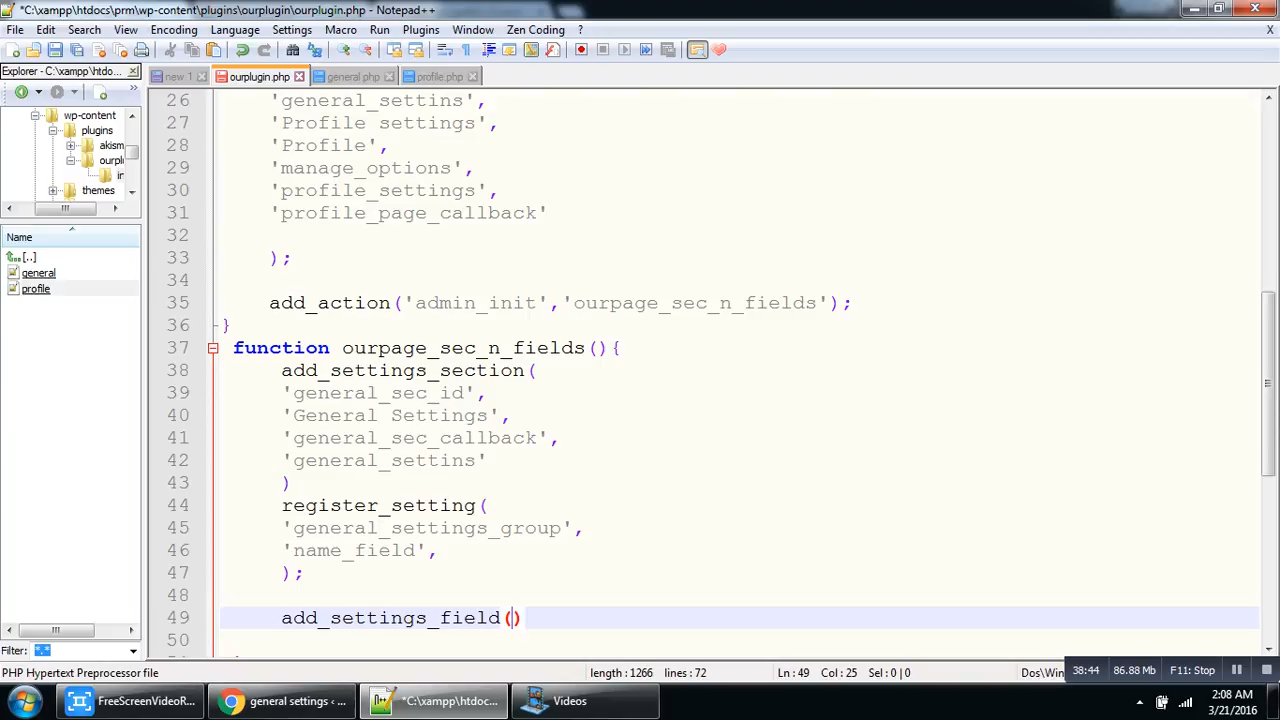 *C:\xampp\htdocs\prm\wp-content\plugins\ourplugin\ourplugin.php - Notepad++
File Edit Search View Encoding Language Settings Macro Run Plugins Window Zen Coding ? X
Explorer - C:\xampp\htdo...
new 1 ourplugin.php general.php profile.php
wp-content
plugins
akism
ourplu
in
themes
Name
[..]
general
profile
Filter: *.*
26 'general_settins',
27 'Profile settings',
28 'Profile',
29 'manage_options',
30 'profile_settings',
31 'profile_page_callback'
32
33 );
34
35 add_action('admin_init','ourpage_sec_n_fields');
36 }
37 function ourpage_sec_n_fields(){
38 add_settings_section(
39 'general_sec_id',
40 'General Settings',
41 'general_sec_callback',
42 'general_settins'
43 )
44 register_setting(
45 'general_settings_group',
46 'name_field',
47 );
48
49 add_settings_field()
50
PHP Hypertext Preprocessor file length : 1266 lines : 72 Ln : 49 Col : 25 Sel : 0 | 0 Dos\Win
38:44 86.88 Mb F11: Stop
FreeScreenVideoR... general settings ‹ ... *C:\xampp\htdoc... Videos
2:08 AM
3/21/2016